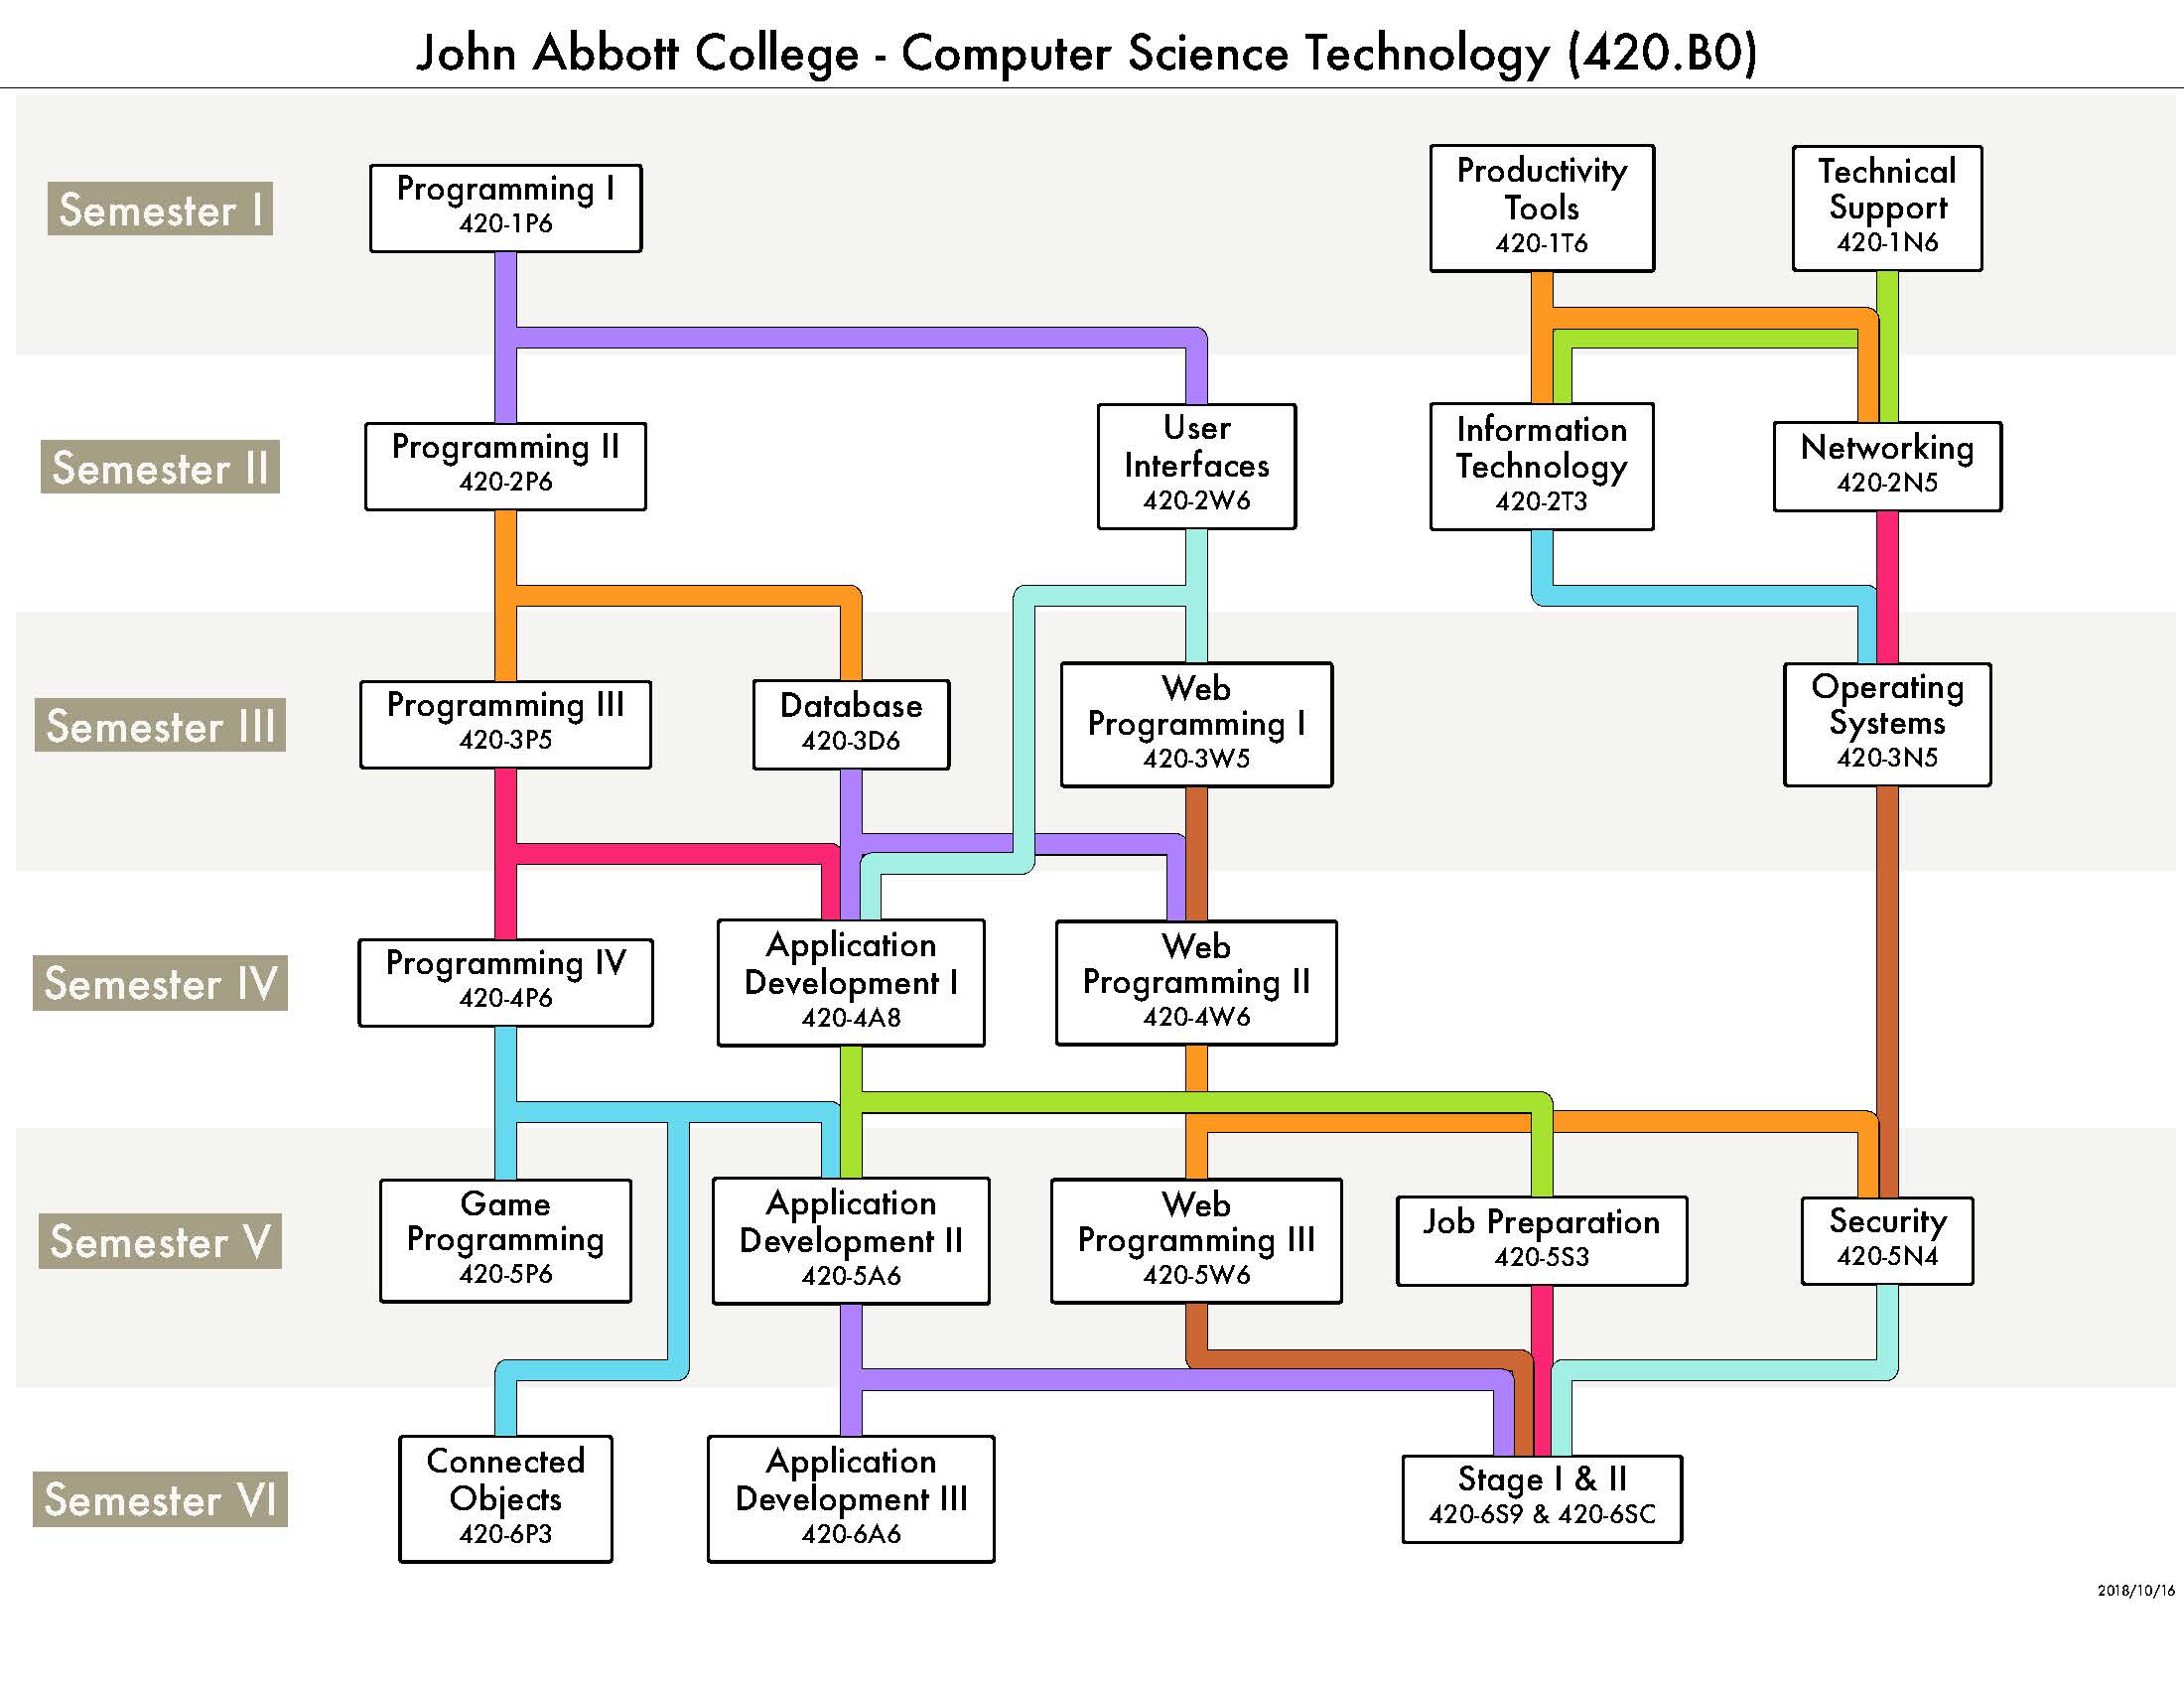 John Abbott College - Computer Science Technology (420.B0)
Semester I
Programming I
420-1P6
Productivity
Tools
420-1T6
Technical
Support
420-1N6
Semester II
Programming II
420-2P6
User
Interfaces
420-2W6
Information
Technology
420-2T3
Networking
420-2N5
Semester III
Programming III
420-3P5
Database
420-3D6
Web
Programming I
420-3W5
Operating
Systems
420-3N5
Semester IV
Programming IV
420-4P6
Application
Development I
420-4A8
Web
Programming II
420-4W6
Semester V
Game
Programming
420-5P6
Application
Development II
420-5A6
Web
Programming III
420-5W6
Job Preparation
420-5S3
Security
420-5N4
Semester VI
Connected
Objects
420-6P3
Application
Development III
420-6A6
Stage I & II
420-6S9 & 420-6SC
2018/10/16